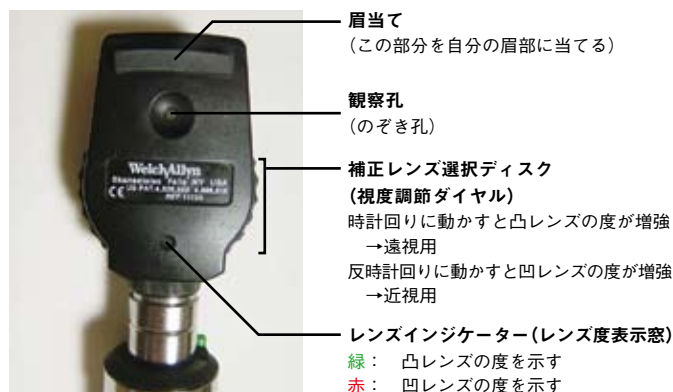 眉当て
（この部分を自分の眉部に当てる）
観察孔
（のぞき孔）
補正レンズ選択ディスク
（視度調節ダイヤル）
時計回りに動かすと凸レンズの度が増強
→遠視用
反時計回りに動かすと凹レンズの度が増強
→近視用
レンズインジケーター（レンズ度表示窓）
緑： 凸レンズの度を示す
赤： 凹レンズの度を示す
WelchAllyn
Skaneateles Falls NY USA